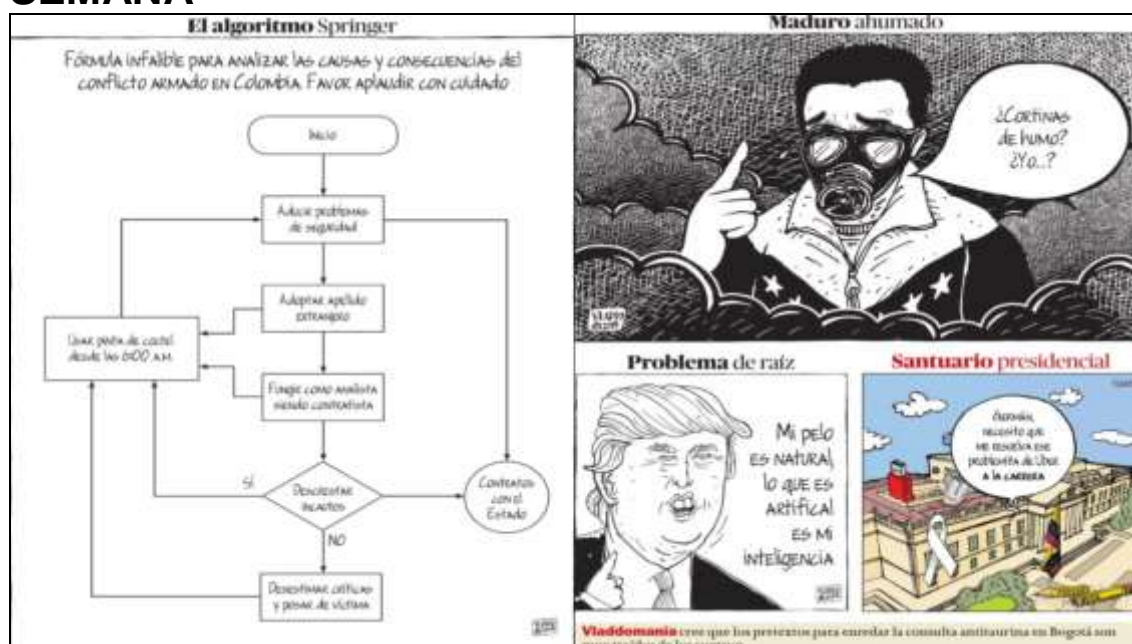 SEMANA
El algoritmo Springer
Fórmula infalible para analizar las causas y consecuencias del
conflicto armado en Colombia. Favor aplaudir con cuidado
Inicio
Aducir problemas
de seguridad
Adoptar apellido
extranjero
Usar pinta de coctel
desde las 6:00 A.M.
Fungir como analista
siendo contratista
SÍ
Descrestar
incautos
Contratos
con el
Estado
NO
Desestimar críticas
y posar de víctima
Maduro ahumado
¿Cortinas
de humo?
¿Yo...?
Problema de raíz
Mi pelo
es natural,
lo que es
artifical
es mi
inteligencia
Santuario presidencial
Germán,
necesito que
me resuelva ese
problemita de Uber
a la carrera
Vladdomanía cree que los pretextos para enredar la consulta antitaurina en Bogotá son